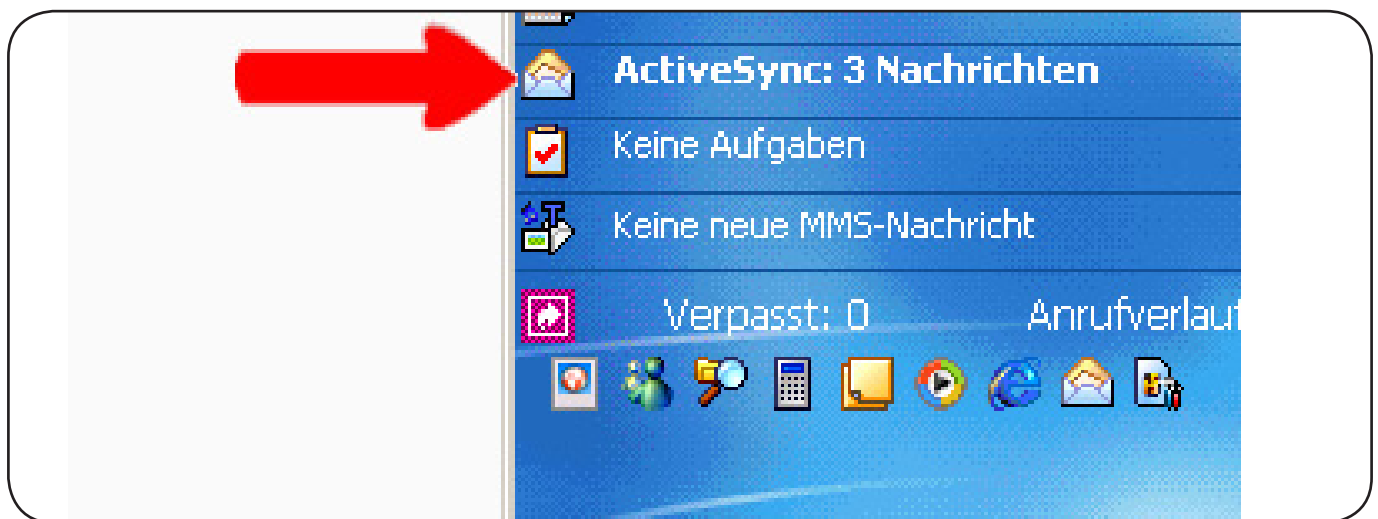 ActiveSync: 3 Nachrichten
Keine Aufgaben
Keine neue MMS-Nachricht
Verpasst: 0 Anrufverlauf